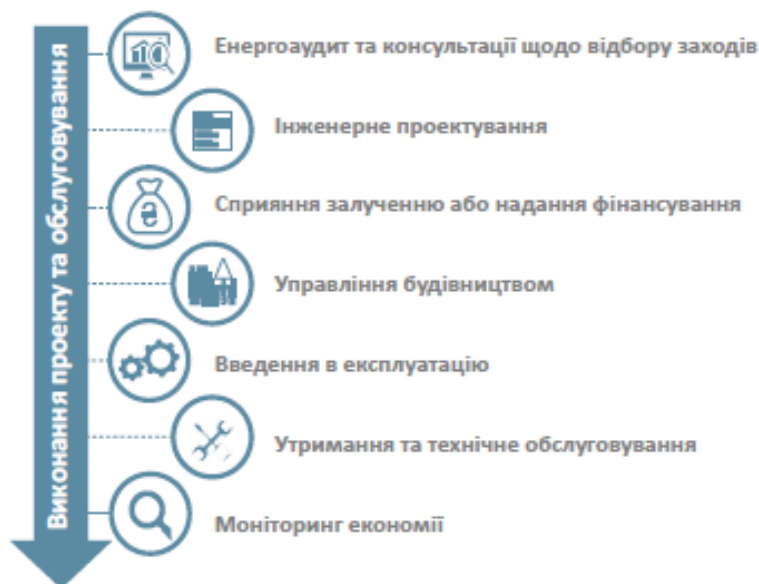 Виконання проекту та обслуговування
Енергоаудит та консультації щодо відбору заходів
Інженерне проектування
Сприяння залученню або надання фінансування
Управління будівництвом
Введення в експлуатацію
Утримання та технічне обслуговування
Моніторинг економії